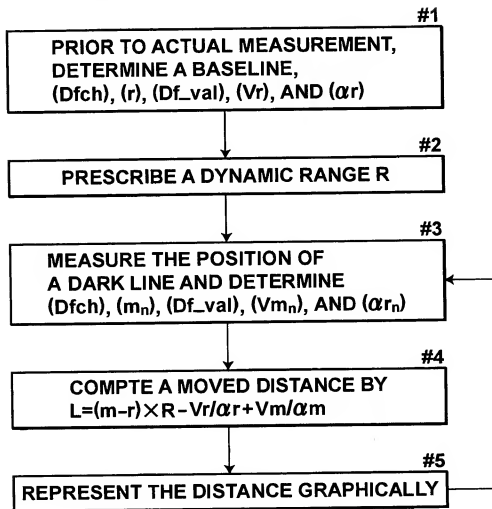 #1
PRIOR TO ACTUAL MEASUREMENT,
DETERMINE A BASELINE,
(Dfch), (r), (Df_val), (Vr), AND (αr)
#2
PRESCRIBE A DYNAMIC RANGE R
#3
MEASURE THE POSITION OF
A DARK LINE AND DETERMINE
(Dfch), (mn), (Df_val), (Vmn), AND (αrn)
#4
COMPTE A MOVED DISTANCE BY
L=(m−r)×R−Vr/αr+Vm/αm
#5
REPRESENT THE DISTANCE GRAPHICALLY